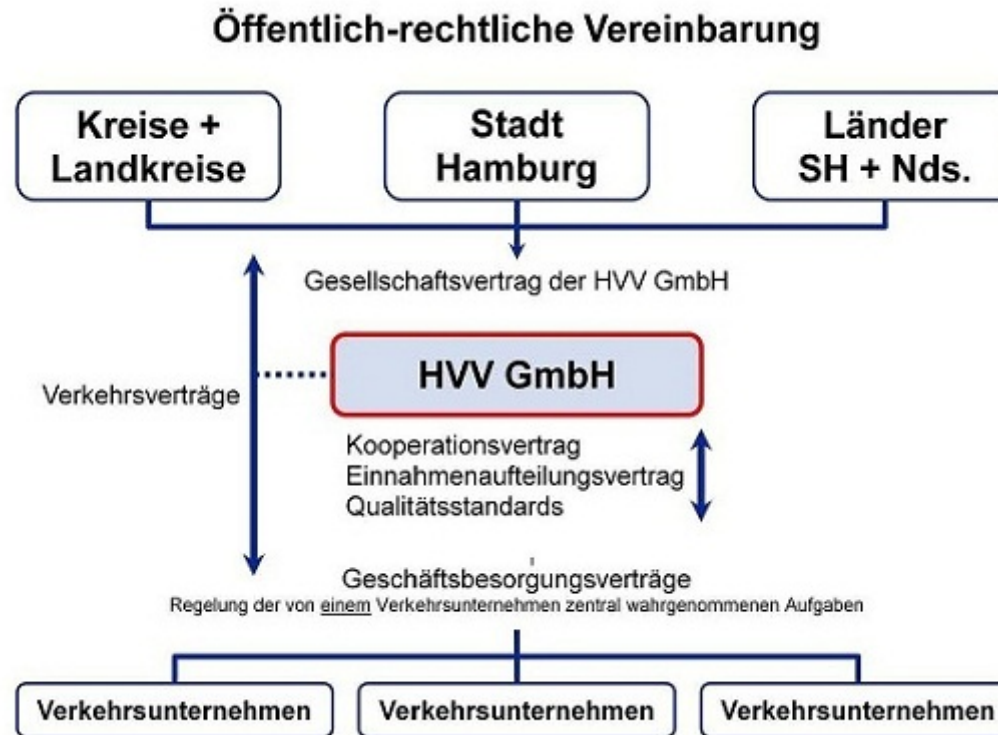 Öffentlich-rechtliche Vereinbarung
Kreise +
Landkreise
Stadt
Hamburg
Länder
SH + Nds.
Gesellschaftsvertrag der HVV GmbH
HVV GmbH
Verkehrsverträge
Kooperationsvertrag
Einnahmenaufteilungsvertrag
Qualitätsstandards
Geschäftsbesorgungsverträge
Regelung der von einem Verkehrsunternehmen zentral wahrgenommenen Aufgaben
Verkehrsunternehmen
Verkehrsunternehmen
Verkehrsunternehmen